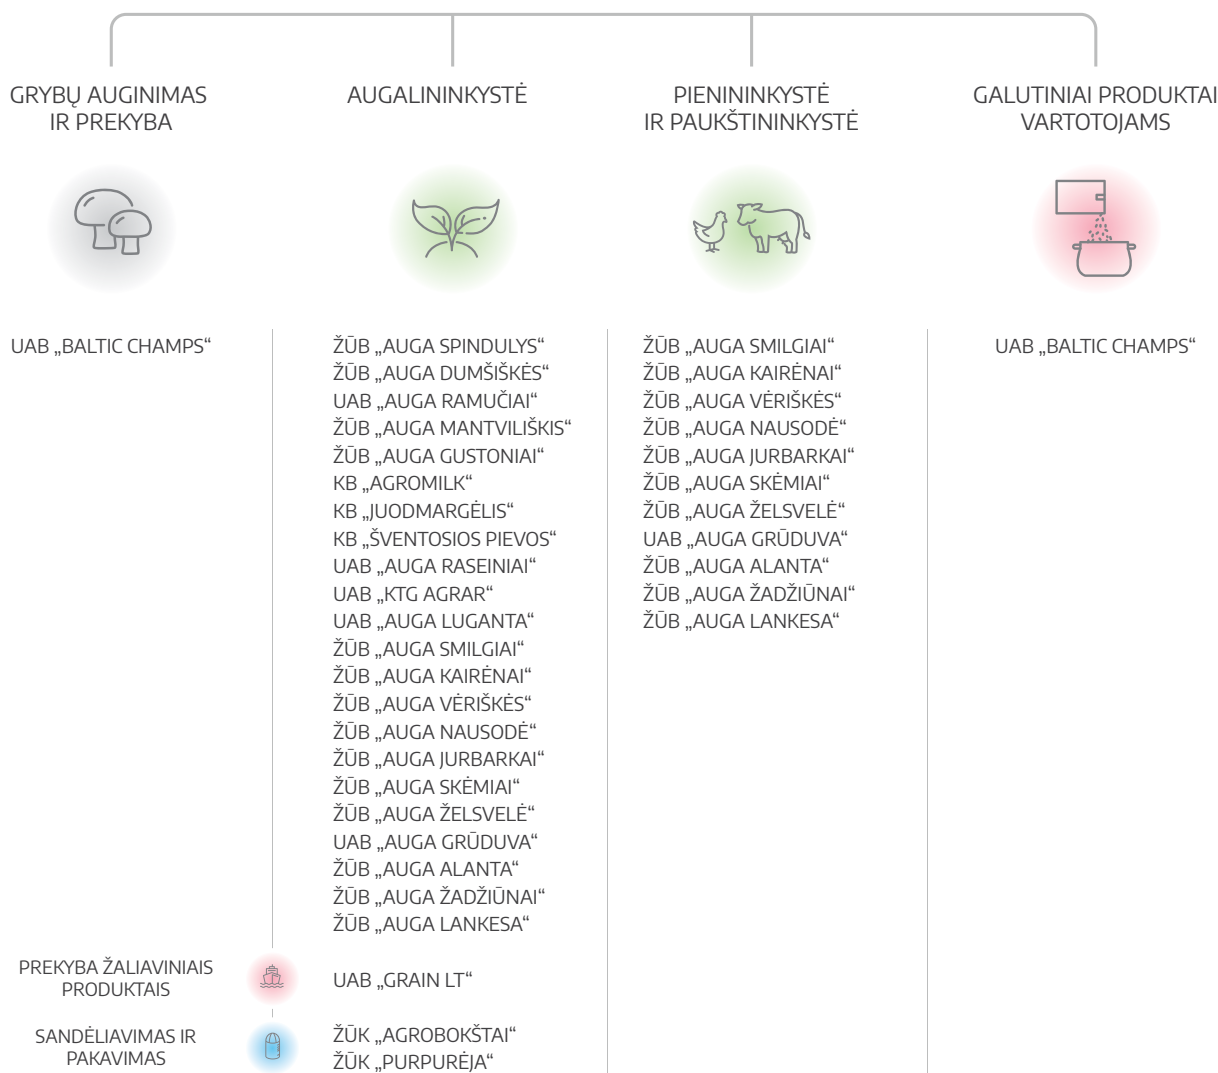 GRYBŲ AUGINIMAS
IR PREKYBA
UAB „BALTIC CHAMPS“
AUGALININKYSTĖ
ŽŪB „AUGA SPINDULYS“
ŽŪB „AUGA DUMŠIŠKĖS“
UAB „AUGA RAMUČIAI“
ŽŪB „AUGA MANTVILIŠKIS“
ŽŪB „AUGA GUSTONIAI“
KB „AGROMILK“
KB „JUODMARGĖLIS“
KB „ŠVENTOSIOS PIEVOS“
UAB „AUGA RASEINIAI“
UAB „KTG AGRAR“
UAB „AUGA LUGANTA“
ŽŪB „AUGA SMILGIAI“
ŽŪB „AUGA KAIRĖNAI“
ŽŪB „AUGA VĖRIŠKĖS“
ŽŪB „AUGA NAUSODĖ“
ŽŪB „AUGA JURBARKAI“
ŽŪB „AUGA SKĖMIAI“
ŽŪB „AUGA ŽELSVELĖ“
UAB „AUGA GRŪDUVA“
ŽŪB „AUGA ALANTA“
ŽŪB „AUGA ŽADŽIŪNAI“
ŽŪB „AUGA LANKESA“
PIENININKYSTĖ
IR PAUKŠTININKYSTĖ
ŽŪB „AUGA SMILGIAI“
ŽŪB „AUGA KAIRĖNAI“
ŽŪB „AUGA VĖRIŠKĖS“
ŽŪB „AUGA NAUSODĖ“
ŽŪB „AUGA JURBARKAI“
ŽŪB „AUGA SKĖMIAI“
ŽŪB „AUGA ŽELSVELĖ“
UAB „AUGA GRŪDUVA“
ŽŪB „AUGA ALANTA“
ŽŪB „AUGA ŽADŽIŪNAI“
ŽŪB „AUGA LANKESA“
GALUTINIAI PRODUKTAI
VARTOTOJAMS
UAB „BALTIC CHAMPS“
PREKYBA ŽALIAVINIAIS
PRODUKTAIS
UAB „GRAIN LT“
SANDĖLIAVIMAS IR
PAKAVIMAS
ŽŪK „AGROBOKŠTAI“
ŽŪK „PURPURĖJA“